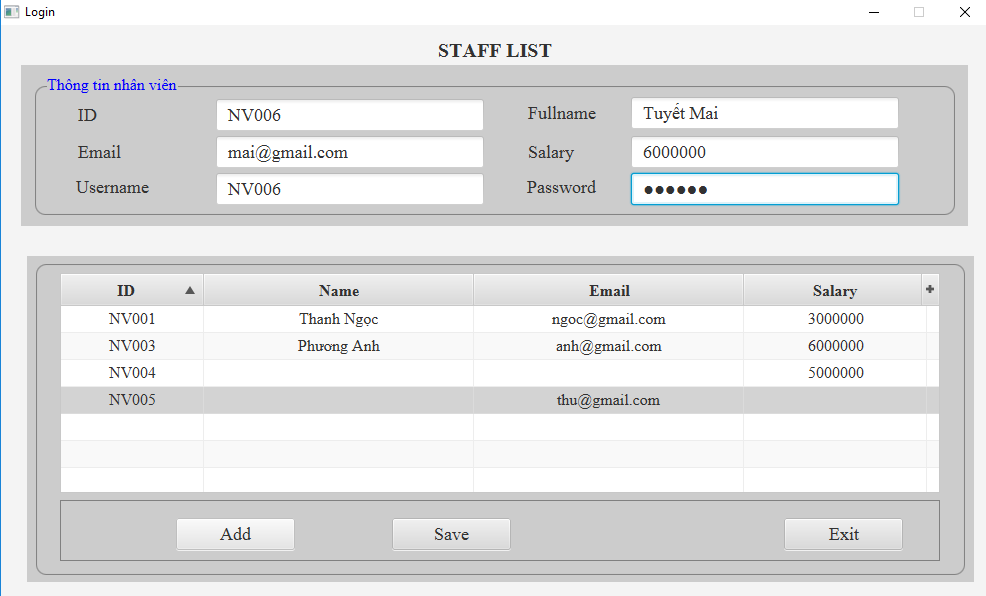 Login
STAFF LIST
Thông tin nhân viên
ID NV006 Fullname Tuyết Mai
Email mai@gmail.com Salary 6000000
Username NV006 Password ●●●●●●
ID Name Email Salary
NV001 Thanh Ngọc ngoc@gmail.com 3000000
NV003 Phương Anh anh@gmail.com 6000000
NV004 5000000
NV005 thu@gmail.com
Add Save Exit